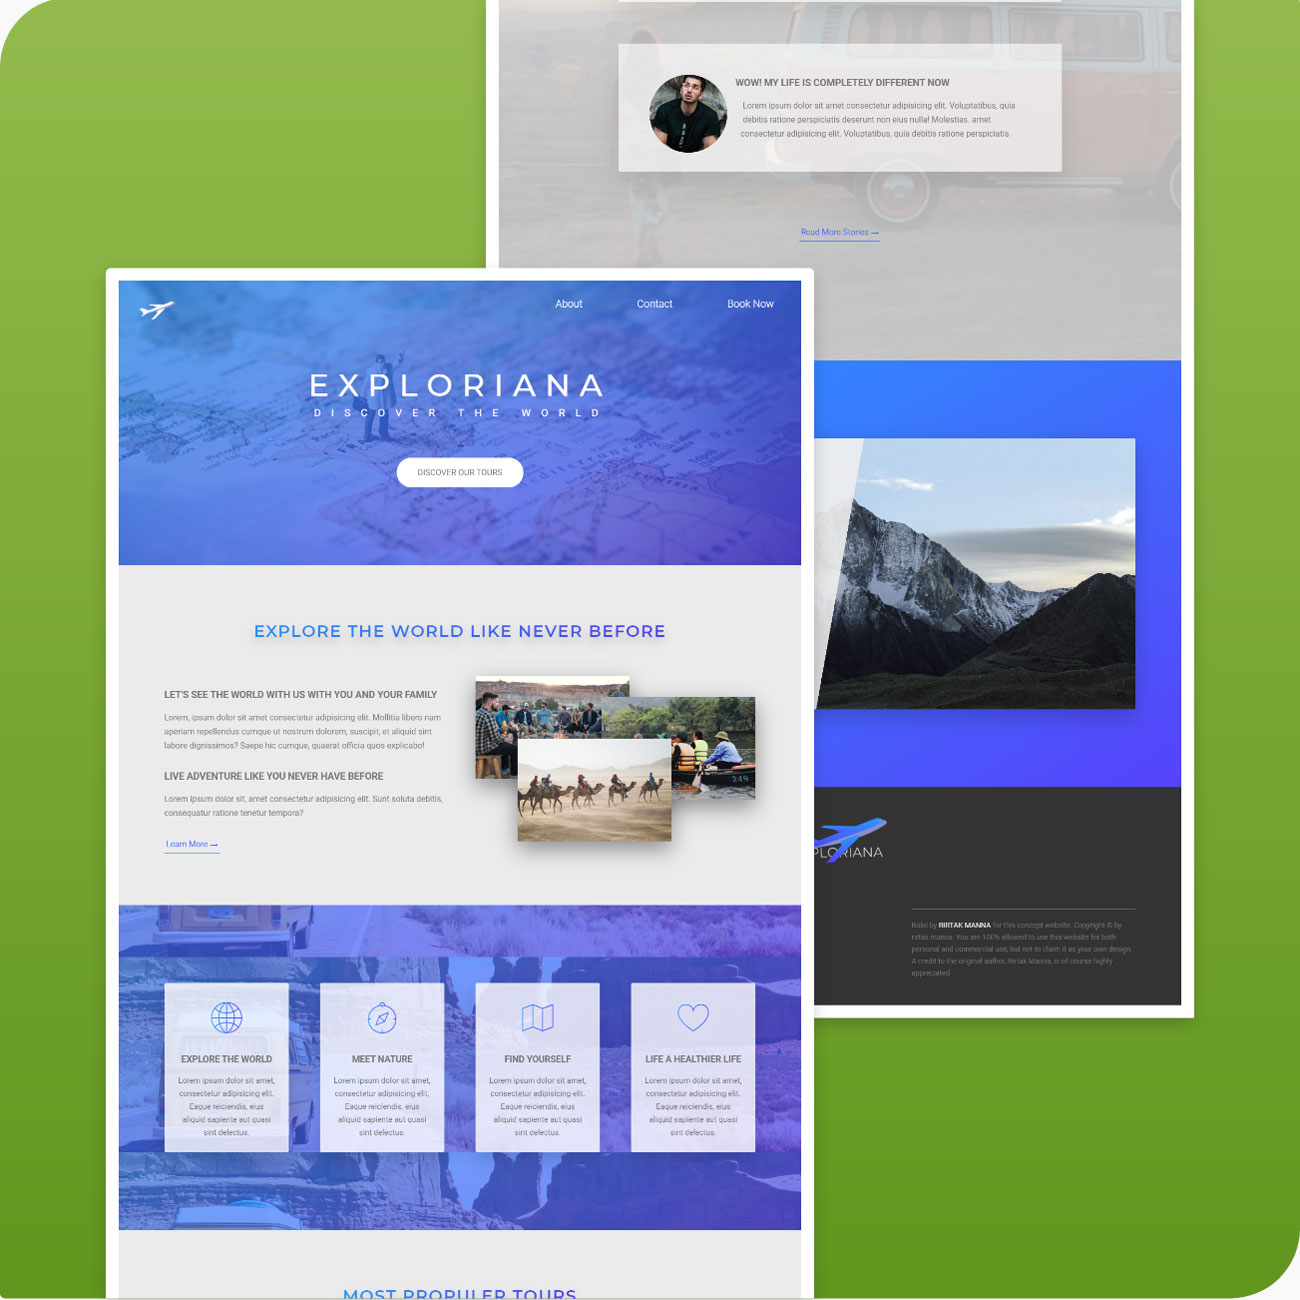 WOW! MY LIFE IS COMPLETELY DIFFERENT NOW
Lorem ipsum dolor sit amet consectetur adipisicing elit. Voluptatibus, quia
debitis ratione perspiciatis deserunt non eius nulla! Molestias. amet
consectetur adipisicing elit. Voluptatibus, quia debitis ratione perspiciatis.
Read More Stories →
About Contact Book Now
EXPLORIANA
DISCOVER THE WORLD
DISCOVER OUR TOURS
EXPLORE THE WORLD LIKE NEVER BEFORE
LET'S SEE THE WORLD WITH US WITH YOU AND YOUR FAMILY
Lorem, ipsum dolor sit amet consectetur adipisicing elit. Mollitia libero nam
aperiam repellendus cumque ut nostrum dolorem, suscipit, et aliquid sint
labore dignissimos? Saepe hic cumque, quaerat officia quos explicabo!
LIVE ADVENTURE LIKE YOU NEVER HAVE BEFORE
Lorem ipsum dolor sit, amet consectetur adipisicing elit. Sunt soluta debitis,
consequatur ratione tenetur tempora?
Learn More →
249
EXPLORE THE WORLD
Lorem ipsum dolor sit amet,
consectetur adipisicing elit.
Eaque reiciendis, eius
aliquid sapiente aut quasi
sint delectus.
MEET NATURE
Lorem ipsum dolor sit amet,
consectetur adipisicing elit.
Eaque reiciendis, eius
aliquid sapiente aut quasi
sint delectus.
FIND YOURSELF
Lorem ipsum dolor sit amet,
consectetur adipisicing elit.
Eaque reiciendis, eius
aliquid sapiente aut quasi
sint delectus.
LIFE A HEALTHIER LIFE
Lorem ipsum dolor sit amet,
consectetur adipisicing elit.
Eaque reiciendis, eius
aliquid sapiente aut quasi
sint delectus.
MOST PROPULER TOURS
PLORIANA
Build by RIRTAK MANNA for this concept website. Copyright © by
rirtak manna. You are 100% allowed to use this website for both
personal and commercial use, but not to claim it as your own design.
A credit to the original author, Rirtak Manna, is of course highly
appreciated